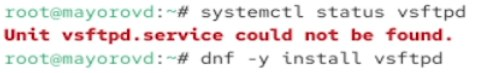 root@mayorovd:~# systemctl status vsftpd
Unit vsftpd.service could not be found.
root@mayorovd:~# dnf -y install vsftpd